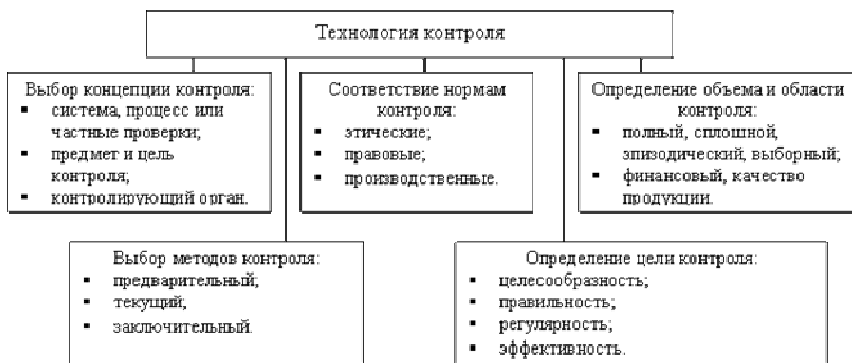 Технология контроля
Выбор концепции контроля:
▪ система, процесс или
частные проверки;
▪ предмет и цель
контроля;
▪ контролирующий орган.
Соответствие нормам
контроля:
▪ этические;
▪ правовые;
▪ производственные.
Определение объема и области
контроля:
▪ полный, сплошной,
эпизодический, выборный;
▪ финансовый, качество
продукции.
Выбор методов контроля:
▪ предварительный;
▪ текущий;
▪ заключительный.
Определение цели контроля:
▪ целесообразность;
▪ правильность;
▪ регулярность;
▪ эффективность.